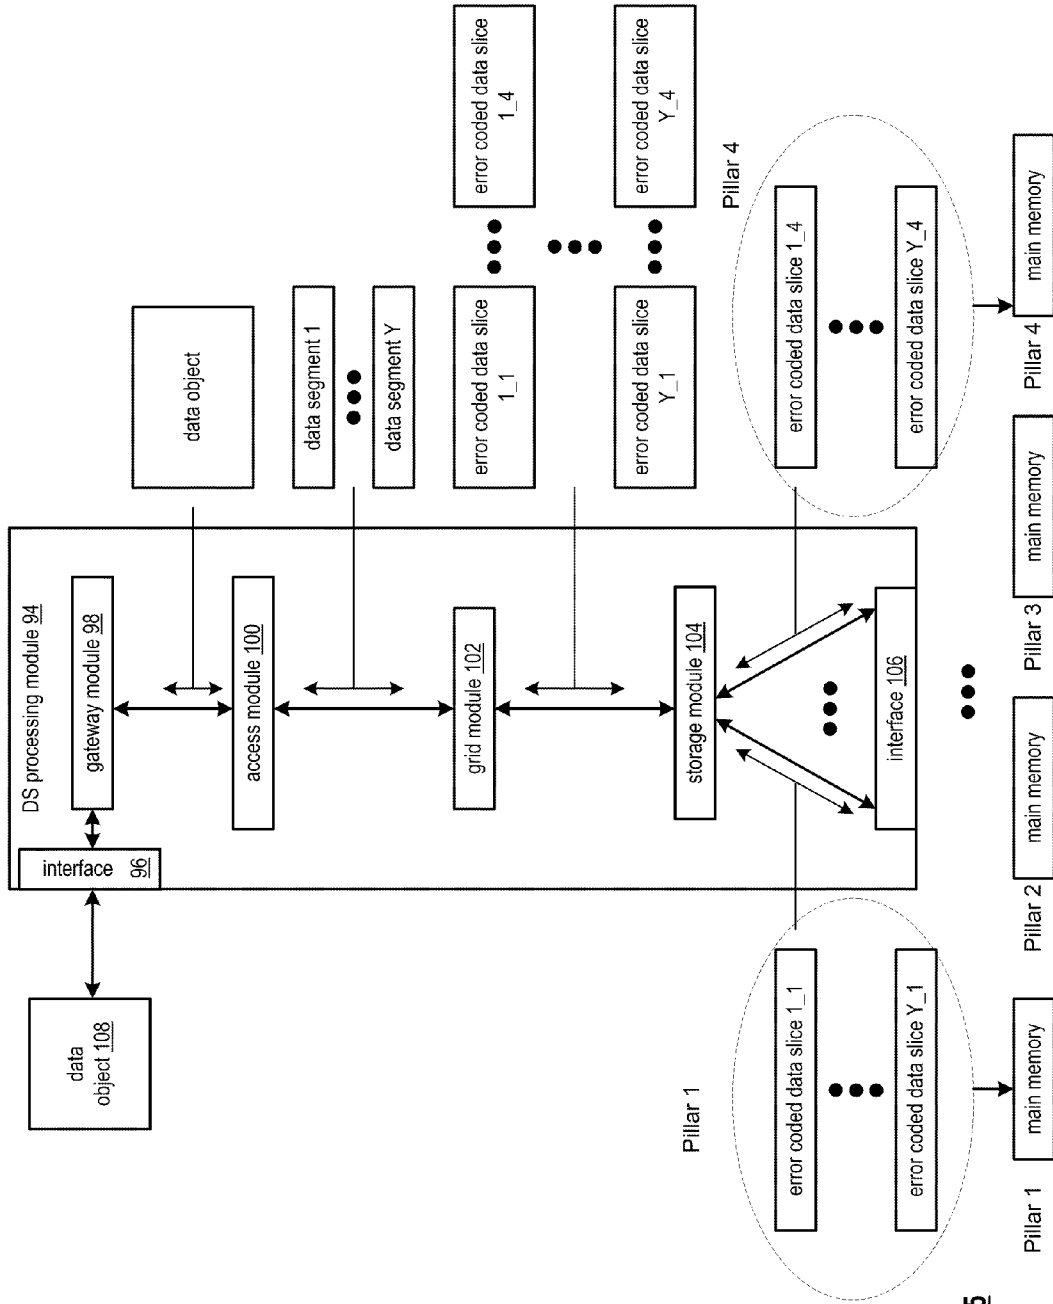 data
object 108
interface 96
DS processing module 94
gateway module 98
access module 100
grid module 102
storage module 104
interface 106
data object
data segment 1
data segment Y
error coded data slice
1_1
error coded data slice
1_4
error coded data slice
Y_1
error coded data slice
Y_4
Pillar 1
error coded data slice 1_1
error coded data slice Y_1
Pillar 4
error coded data slice 1_4
error coded data slice Y_4
Pillar 1
main memory
Pillar 2
main memory
Pillar 3
main memory
Pillar 4
main memory